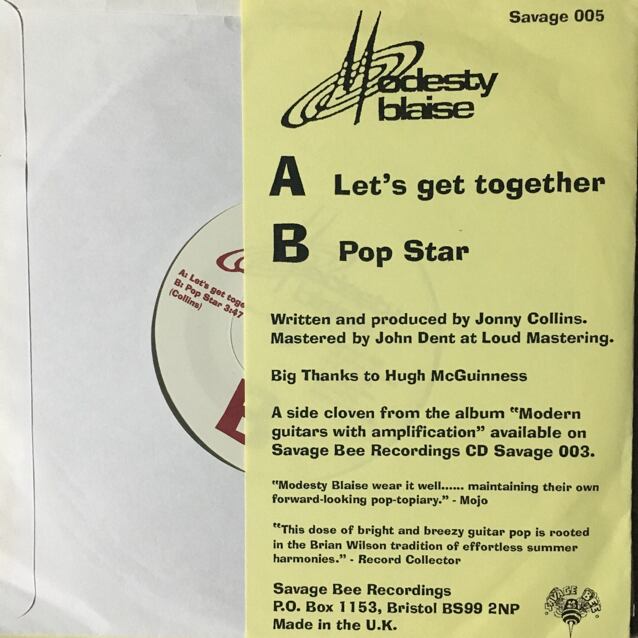 Savage 005
Modesty
blaise
A Let's get together
B Pop Star
Written and produced by Jonny Collins.
Mastered by John Dent at Loud Mastering.
Big Thanks to Hugh McGuinness
A side cloven from the album "Modern
guitars with amplification" available on
Savage Bee Recordings CD Savage 003.
"Modesty Blaise wear it well...... maintaining their own
forward-looking pop-topiary." - Mojo
"This dose of bright and breezy guitar pop is rooted
in the Brian Wilson tradition of effortless summer
harmonies." - Record Collector
Savage Bee Recordings
P.O. Box 1153, Bristol BS99 2NP
Made in the U.K.
SAVAGE BEE
A: Let's get toge
B: Pop Star 3:47
(Collins)